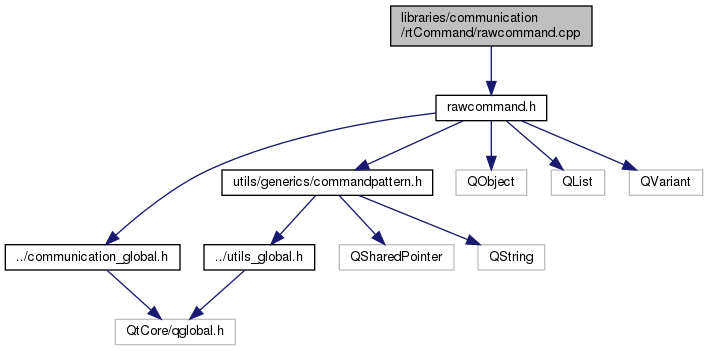 libraries/communication
/rtCommand/rawcommand.cpp
rawcommand.h
utils/generics/commandpattern.h
QObject
QList
QVariant
../communication_global.h
../utils_global.h
QSharedPointer
QString
QtCore/qglobal.h